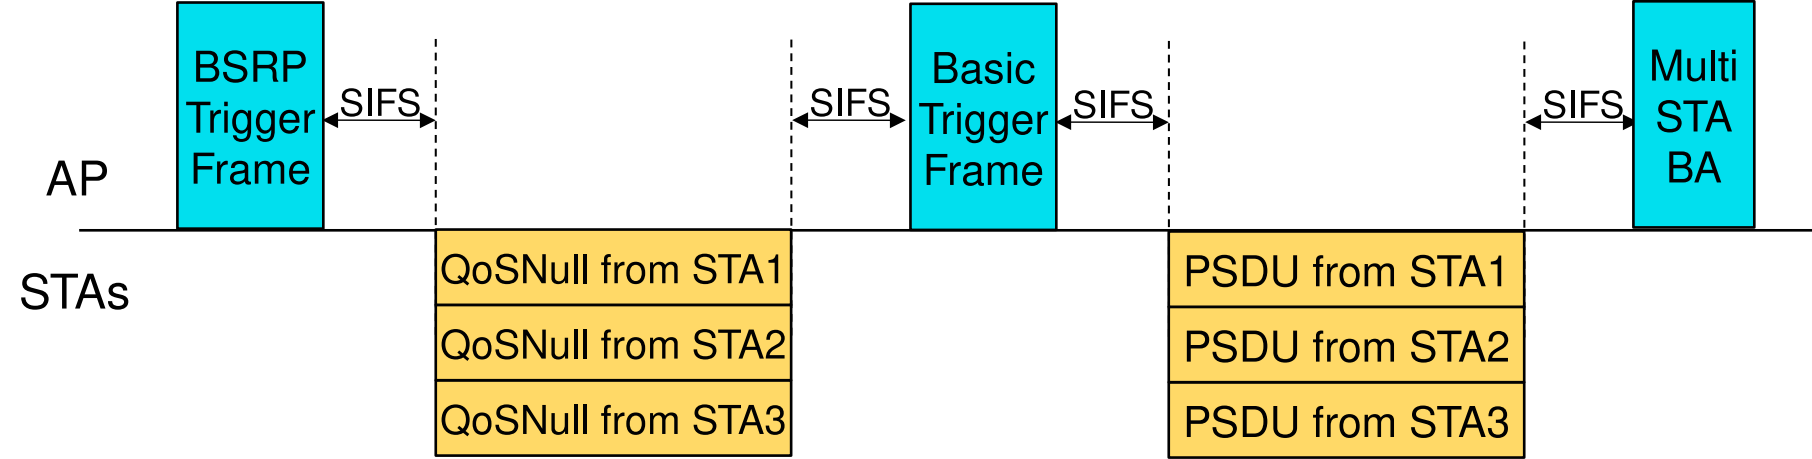 BSRP
Trigger
Frame
SIFS
SIFS
Basic
Trigger
Frame
SIFS
SIFS
Multi
STA
BA
AP
STAs
QoSNull from STA1
QoSNull from STA2
QoSNull from STA3
PSDU from STA1
PSDU from STA2
PSDU from STA3